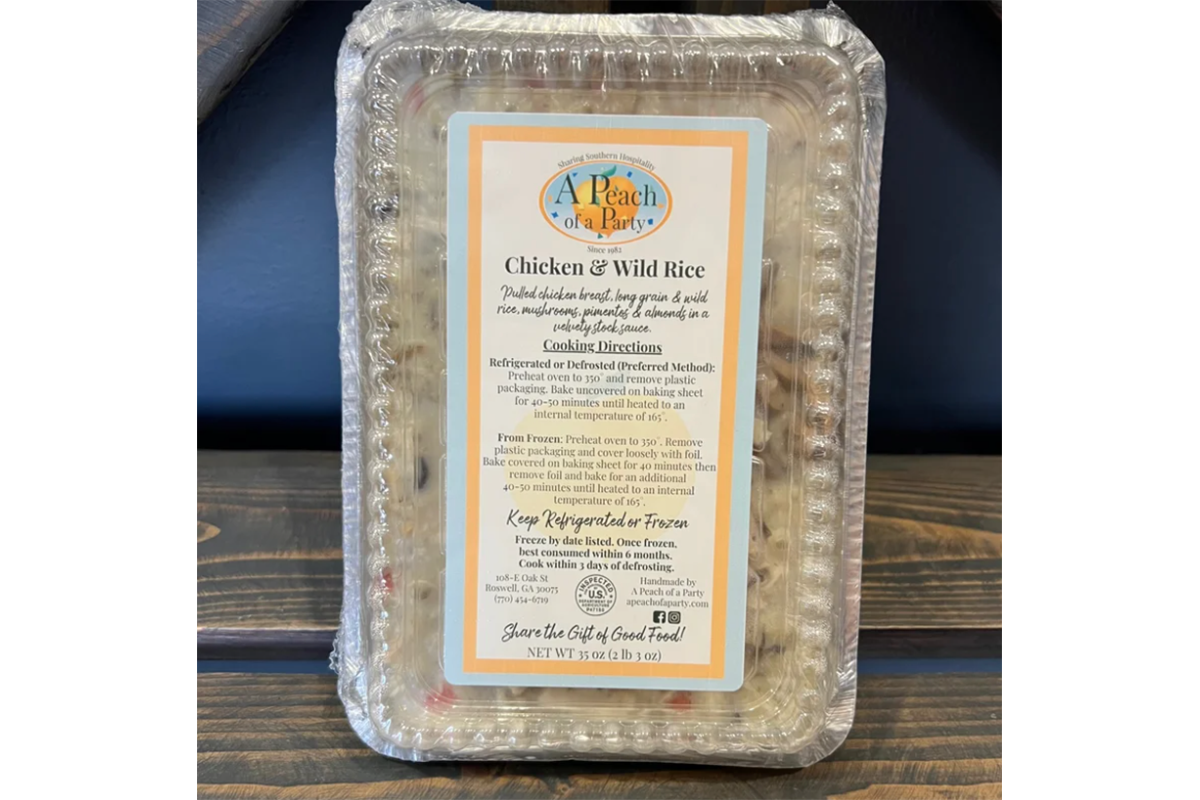 Sharing Southern Hospitality
A Peach
of a Party
Since 1982
Chicken & Wild Rice
Pulled chicken breast, long grain & wild
rice, mushrooms, pimentos & almonds in a
velvety stock sauce.
Cooking Directions
Refrigerated or Defrosted (Preferred Method):
Preheat oven to 350° and remove plastic
packaging. Bake uncovered on baking sheet
for 40-50 minutes until heated to an
internal temperature of 165°.
From Frozen: Preheat oven to 350°. Remove
plastic packaging and cover loosely with foil.
Bake covered on baking sheet for 40 minutes then
remove foil and bake for an additional
40-50 minutes until heated to an internal
temperature of 165°.
Keep Refrigerated or Frozen
Freeze by date listed. Once frozen,
best consumed within 6 months.
Cook within 3 days of defrosting.
108-E Oak St
Roswell, GA 30075
(770) 454-6719
INSPECTED
U.S.
DEPARTMENT OF
AGRICULTURE
Handmade by
A Peach of a Party
apeachofaparty.com
Share the Gift of Good Food!
NET WT 35 oz (2 lb 3 oz)